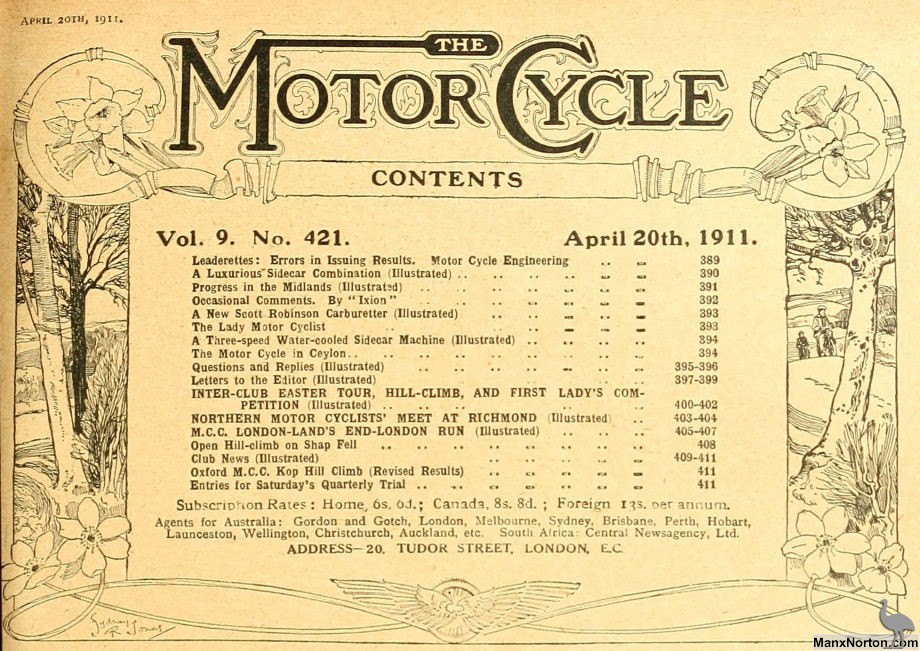 APRIL 20TH, 1911.
THE
MOTOR CYCLE
CONTENTS
Vol. 9. No. 421. April 20th, 1911.
Leaderettes: Errors in Issuing Results. Motor Cycle Engineering .. .. 389
A Luxurious Sidecar Combination (Illustrated) .. .. .. .. .. .. 390
Progress in the Midlands (Illustrated) .. .. .. .. .. .. .. 391
Occasional Comments. By "Ixion" .. .. .. .. .. .. .. 392
A New Scott Robinson Carburetter (Illustrated) .. .. .. .. .. 393
The Lady Motor Cyclist .. .. .. .. .. .. .. .. 393
A Three-speed Water-cooled Sidecar Machine (Illustrated) .. .. .. .. 394
The Motor Cycle in Ceylon.. .. .. .. .. .. .. .. .. 394
Questions and Replies (Illustrated) .. .. .. .. .. .. .. 395-396
Letters to the Editor (Illustrated) .. .. .. .. .. .. .. 397-399
INTER-CLUB EASTER TOUR, HILL-CLIMB, AND FIRST LADY'S COM-
PETITION (Illustrated) .. .. .. .. .. .. 400-402
NORTHERN MOTOR CYCLISTS' MEET AT RICHMOND (Illustrated) .. 403-404
M.C.C. LONDON-LAND'S END-LONDON RUN (Illustrated) .. .. .. 405-407
Open Hill-climb on Shap Fell .. .. .. .. .. .. .. 408
Club News (Illustrated) .. .. .. .. .. .. .. .. 409-411
Oxford M.C.C. Kop Hill Climb (Revised Results) .. .. .. .. .. 411
Entries for Saturday's Quarterly Trial .. .. .. .. .. .. .. 411
Subscription Rates: Home, 6s. 6d.; Canada, 8s. 8d.; Foreign 13s. per annum.
Agents for Australia: Gordon and Gotch, London, Melbourne, Sydney, Brisbane, Perth, Hobart,
Launceston, Wellington, Christchurch, Auckland, etc. South Africa: Central Newsagency, Ltd.
ADDRESS—20, TUDOR STREET, LONDON, E.C.
Sydney
R. Jones
ManxNorton.com